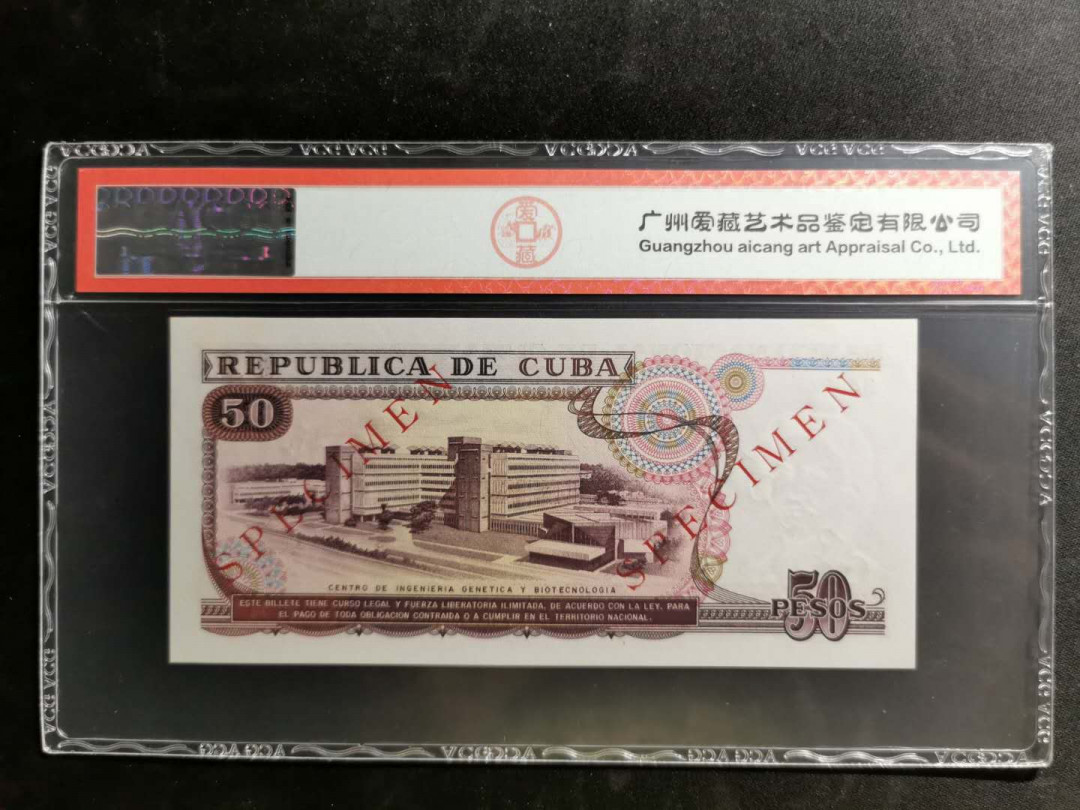 爱藏
广州爱藏艺术品鉴定有限公司
Guangzhou aicang art Appraisal Co., Ltd.
REPUBLICA DE CUBA
50
SPECIMEN
SPECIMEN
CENTRO DE INGENIERIA GENETICA Y BIOTECNOLOGIA
ESTE BILLETE TIENE CURSO LEGAL Y FUERZA LIBERATORIA ILIMITADA, DE ACUERDO CON LA LEY, PARA
EL PAGO DE TODA OBLIGACION CONTRAIDA O A CUMPLIR EN EL TERRITORIO NACIONAL.
50
PESOS